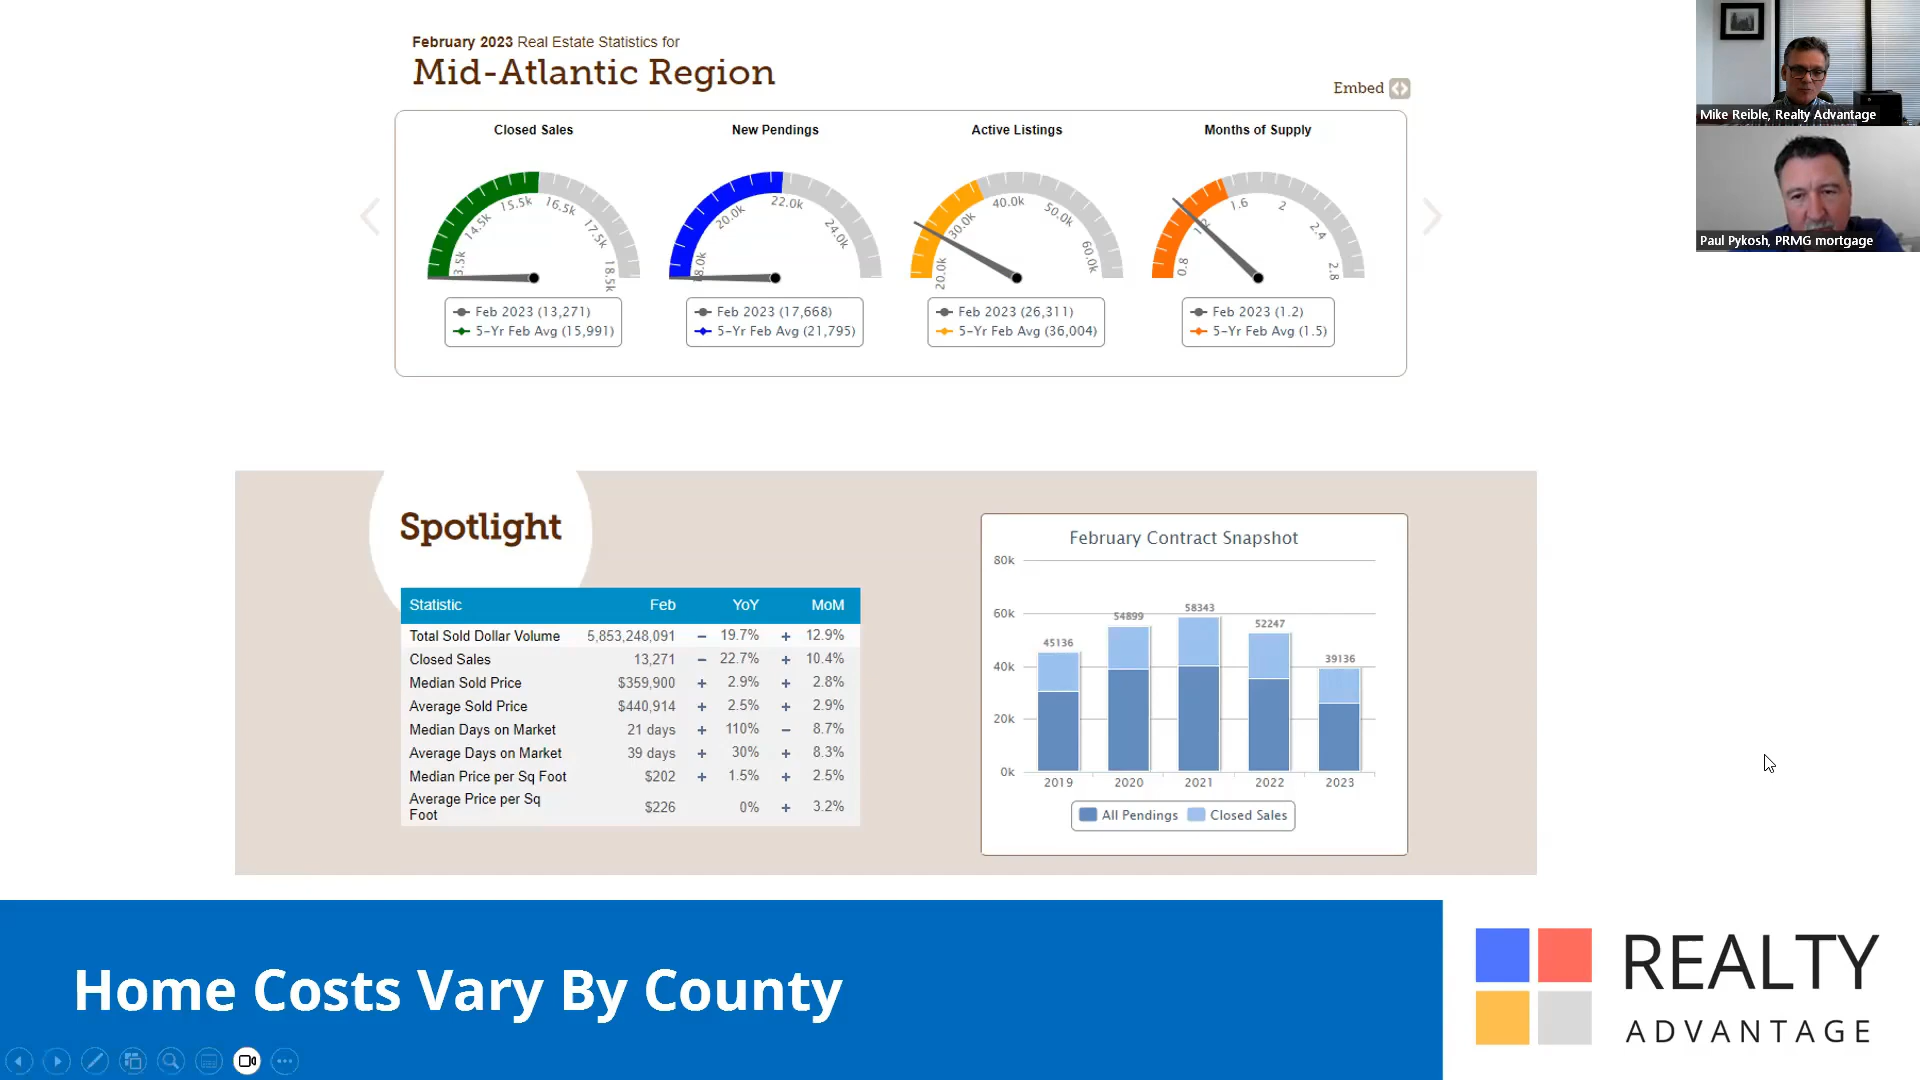 February 2023 Real Estate Statistics for
Mid-Atlantic Region
Embed
Mike Reible, Realty Advantage
Paul Pykosh, PRMG mortgage
Closed Sales
New Pendings
Active Listings
Months of Supply
3.5k 14.5k 15.5k 16.5k 17.5k 18.5k
8.0k 20.0k 22.0k 24.0k
20.0k 30.0k 40.0k 50.0k 60.0k
0.8 1.6 2 2.4 2.8
Feb 2023 (13,271)
5-Yr Feb Avg (15,991)
Feb 2023 (17,668)
5-Yr Feb Avg (21,795)
Feb 2023 (26,311)
5-Yr Feb Avg (36,004)
Feb 2023 (1.2)
5-Yr Feb Avg (1.5)
Spotlight
Statistic Feb YoY MoM
Total Sold Dollar Volume 5,853,248,091 – 19.7% + 12.9%
Closed Sales 13,271 – 22.7% + 10.4%
Median Sold Price $359,900 + 2.9% + 2.8%
Average Sold Price $440,914 + 2.5% + 2.9%
Median Days on Market 21 days + 110% – 8.7%
Average Days on Market 39 days + 30% + 8.3%
Median Price per Sq Foot $202 + 1.5% + 2.5%
Average Price per Sq
Foot $226 0% + 3.2%
February Contract Snapshot
80k
60k
40k
20k
0k
45136
54899
58343
52247
39136
2019 2020 2021 2022 2023
All Pendings Closed Sales
Home Costs Vary By County
REALTY
ADVANTAGE